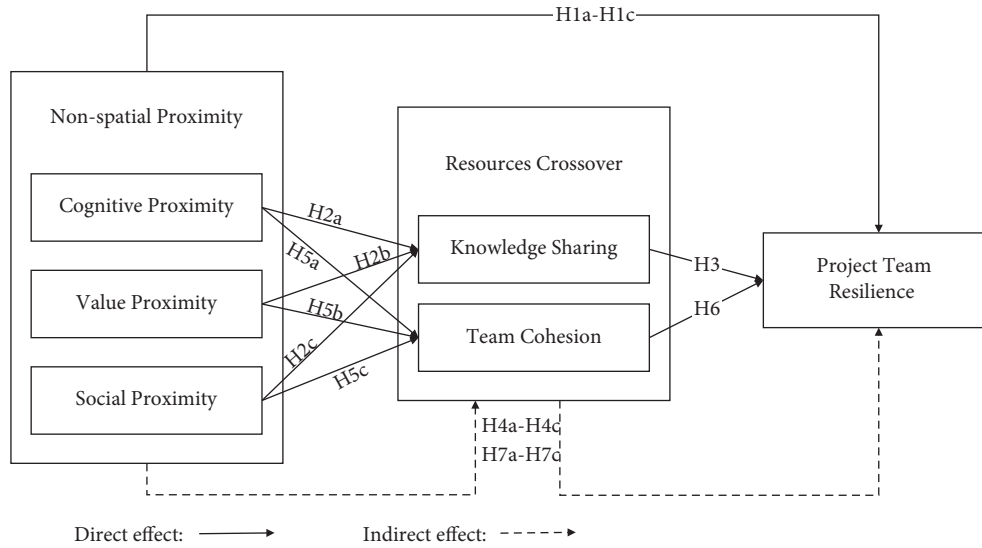 H1a-H1c
Non-spatial Proximity
Cognitive Proximity
Value Proximity
Social Proximity
H2a
H5a
H2b
H5b
H2c
H5c
Resources Crossover
Knowledge Sharing
Team Cohesion
H3
H6
Project Team
Resilience
H4a-H4c
H7a-H7c
Direct effect:
Indirect effect: